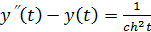 y″(t) − y(t) = 1/ch²t